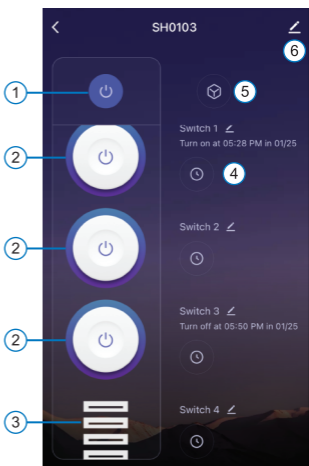 SH0103
6
1
5
Switch 1
Turn on at 05:28 PM in 01/25
2
4
Switch 2
2
Switch 3
Turn off at 05:50 PM in 01/25
2
Switch 4
3